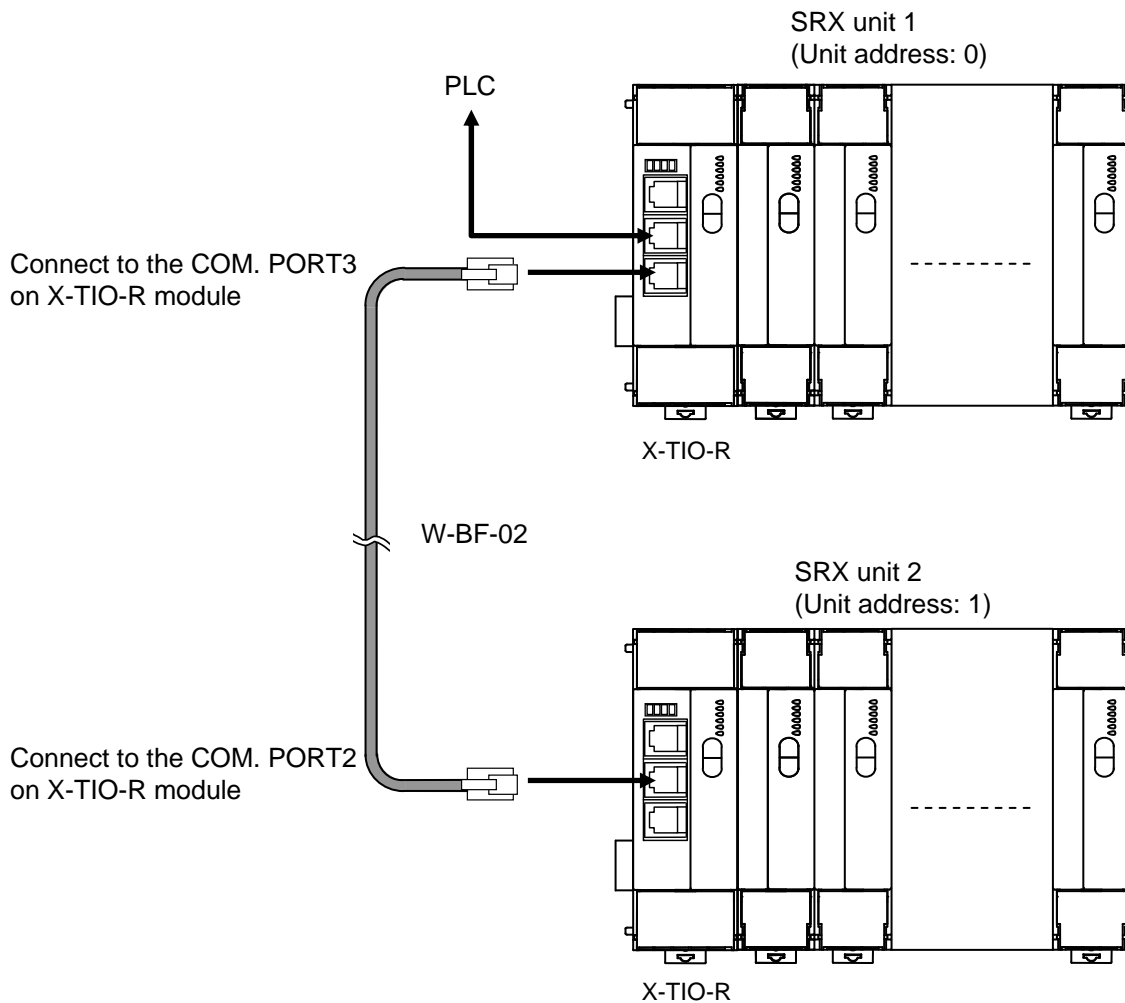 SRX unit 1
(Unit address: 0)
PLC
Connect to the COM. PORT3
on X-TIO-R module
X-TIO-R
W-BF-02
SRX unit 2
(Unit address: 1)
Connect to the COM. PORT2
on X-TIO-R module
X-TIO-R